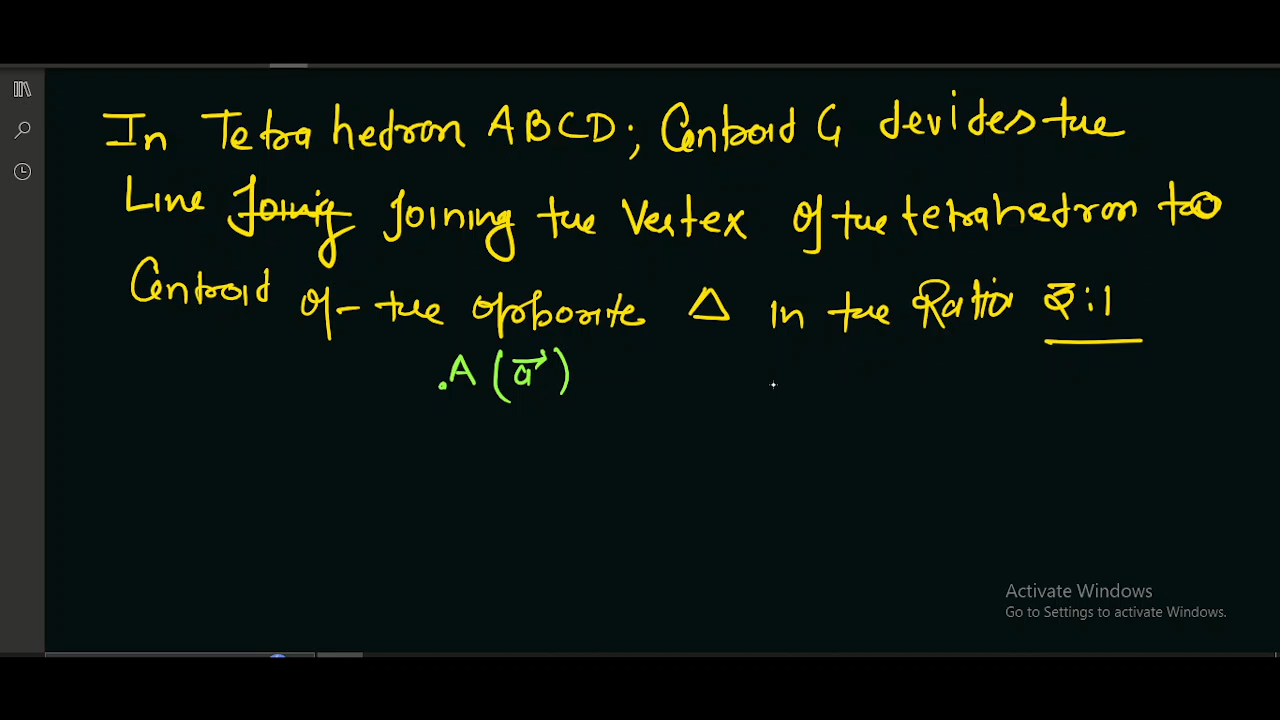 In Tetrahedron ABCD; Centroid G devides the
Line Joinig Joining the Vertex of the tetrahedron to
Centroid of the opposite Δ in the Ratio 3:1
.A (a⃗)
Activate Windows
Go to Settings to activate Windows.